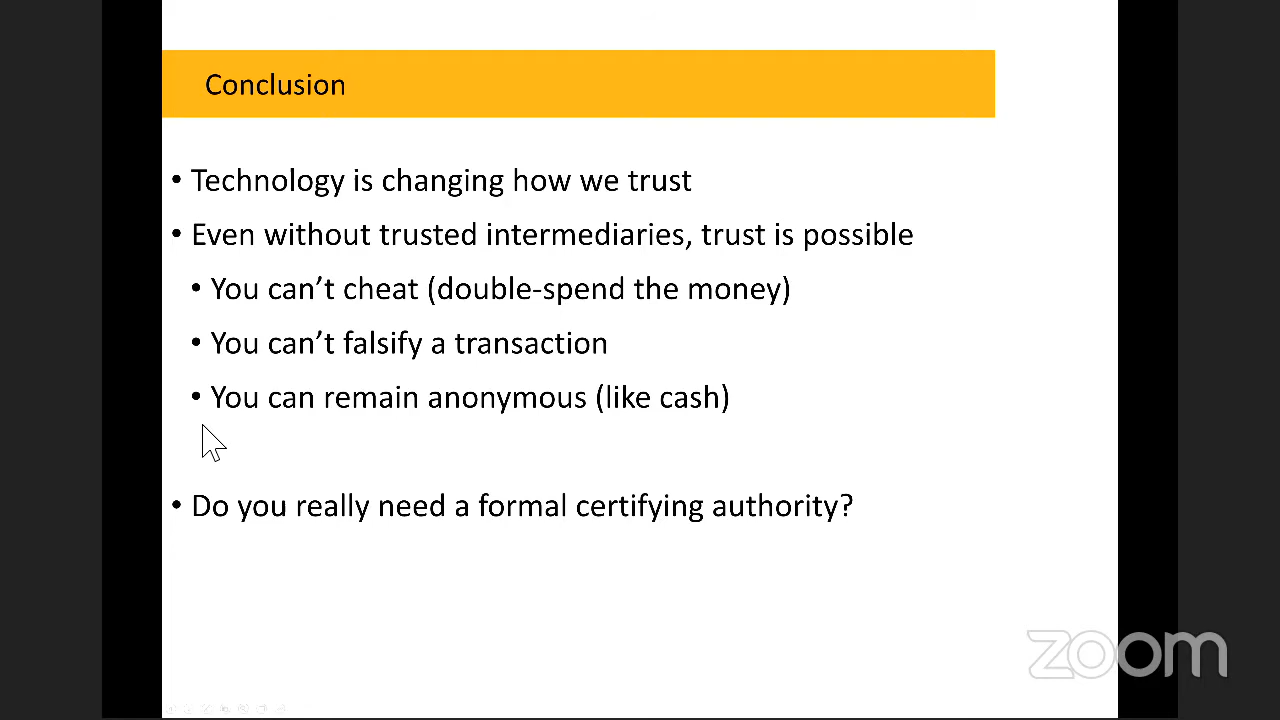 Conclusion
• Technology is changing how we trust
• Even without trusted intermediaries, trust is possible
• You can’t cheat (double-spend the money)
• You can’t falsify a transaction
• You can remain anonymous (like cash)
• Do you really need a formal certifying authority?
zoom